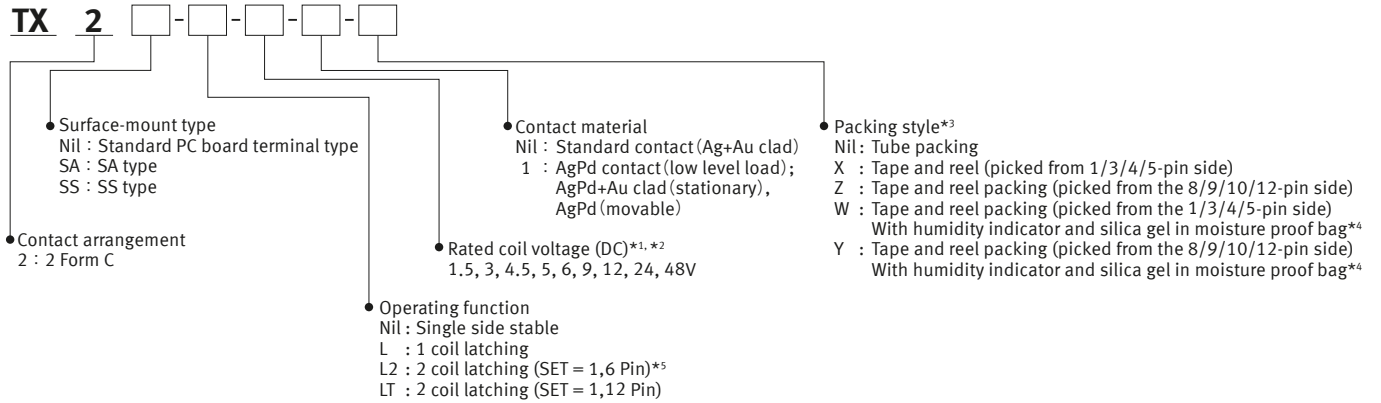 TX 2 - - - -
● Surface-mount type
Nil : Standard PC board terminal type
SA : SA type
SS : SS type
● Contact arrangement
2 : 2 Form C
● Operating function
Nil : Single side stable
L : 1 coil latching
L2 : 2 coil latching (SET = 1,6 Pin)*5
LT : 2 coil latching (SET = 1,12 Pin)
● Rated coil voltage (DC)*1, *2
1.5, 3, 4.5, 5, 6, 9, 12, 24, 48V
● Contact material
Nil : Standard contact (Ag+Au clad)
1 : AgPd contact (low level load);
AgPd+Au clad (stationary),
AgPd (movable)
● Packing style*3
Nil : Tube packing
X : Tape and reel (picked from 1/3/4/5-pin side)
Z : Tape and reel packing (picked from the 8/9/10/12-pin side)
W : Tape and reel packing (picked from the 1/3/4/5-pin side)
With humidity indicator and silica gel in moisture proof bag*4
Y : Tape and reel packing (picked from the 8/9/10/12-pin side)
With humidity indicator and silica gel in moisture proof bag*4